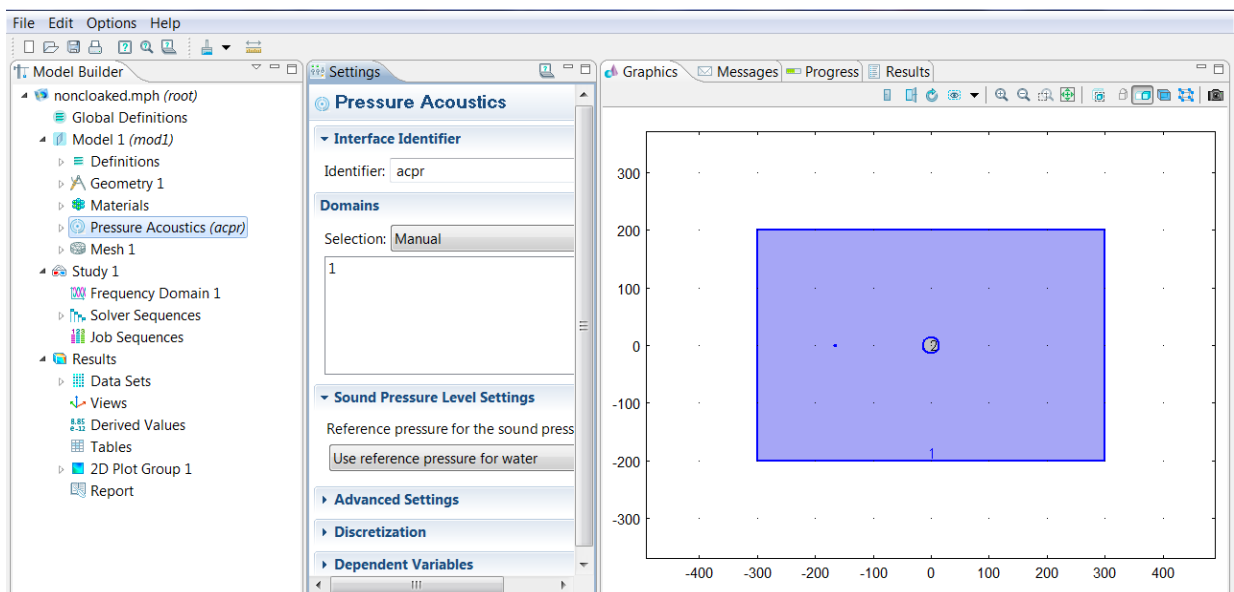 File Edit Options Help
Model Builder
noncloaked.mph (root)
Global Definitions
Model 1 (mod1)
Definitions
Geometry 1
Materials
Pressure Acoustics (acpr)
Mesh 1
Study 1
Frequency Domain 1
Solver Sequences
Job Sequences
Results
Data Sets
Views
8.85
e-12
Derived Values
Tables
2D Plot Group 1
Report
Settings
Pressure Acoustics
Interface Identifier
Identifier: acpr
Domains
Selection: Manual
1
Sound Pressure Level Settings
Reference pressure for the sound press
Use reference pressure for water
Advanced Settings
Discretization
Dependent Variables
Graphics Messages Progress Results
300
200
100
0
-100
-200
-300
2
1
-400 -300 -200 -100 0 100 200 300 400